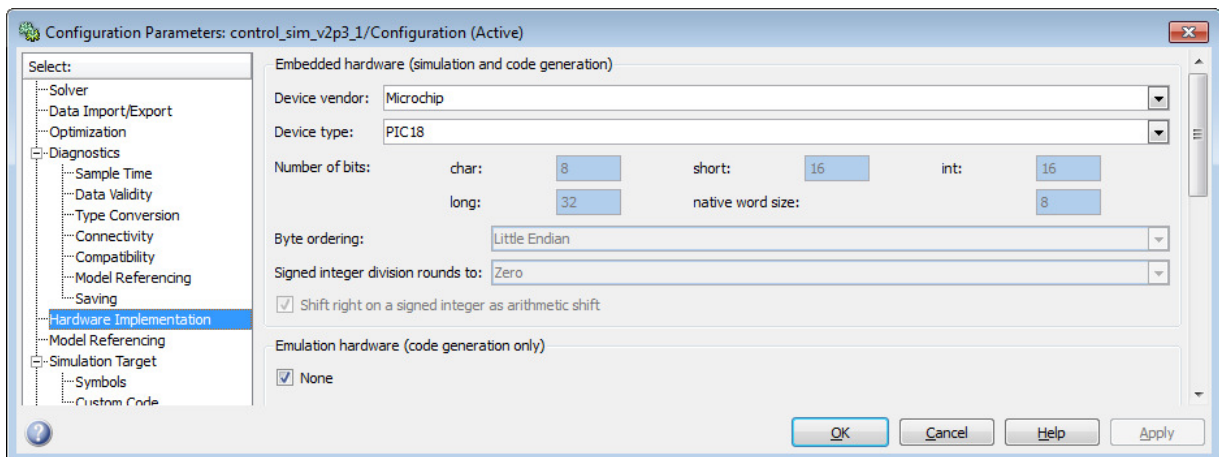 Configuration Parameters: control_sim_v2p3_1/Configuration (Active)
Select:
Solver
Data Import/Export
Optimization
Diagnostics
Sample Time
Data Validity
Type Conversion
Connectivity
Compatibility
Model Referencing
Saving
Hardware Implementation
Model Referencing
Simulation Target
Symbols
Custom Code
Embedded hardware (simulation and code generation)
Device vendor: Microchip
Device type: PIC18
Number of bits: char: 8 short: 16 int: 16
long: 32 native word size: 8
Byte ordering: Little Endian
Signed integer division rounds to: Zero
Shift right on a signed integer as arithmetic shift
Emulation hardware (code generation only)
None
OK Cancel Help Apply